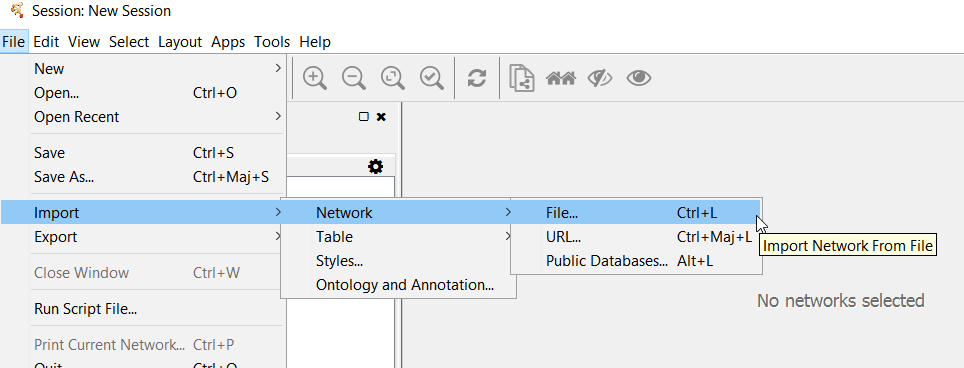 Session: New Session
File Edit View Select Layout Apps Tools Help
New
Open... Ctrl+O
Open Recent
Save Ctrl+S
Save As... Ctrl+Maj+S
Import Network File... Ctrl+L
Export Table URL... Ctrl+Maj+L
Import Network From File
Styles... Public Databases... Alt+L
Close Window Ctrl+W
Ontology and Annotation...
No networks selected
Run Script File...
Print Current Network... Ctrl+P
Quit Ctrl+Q